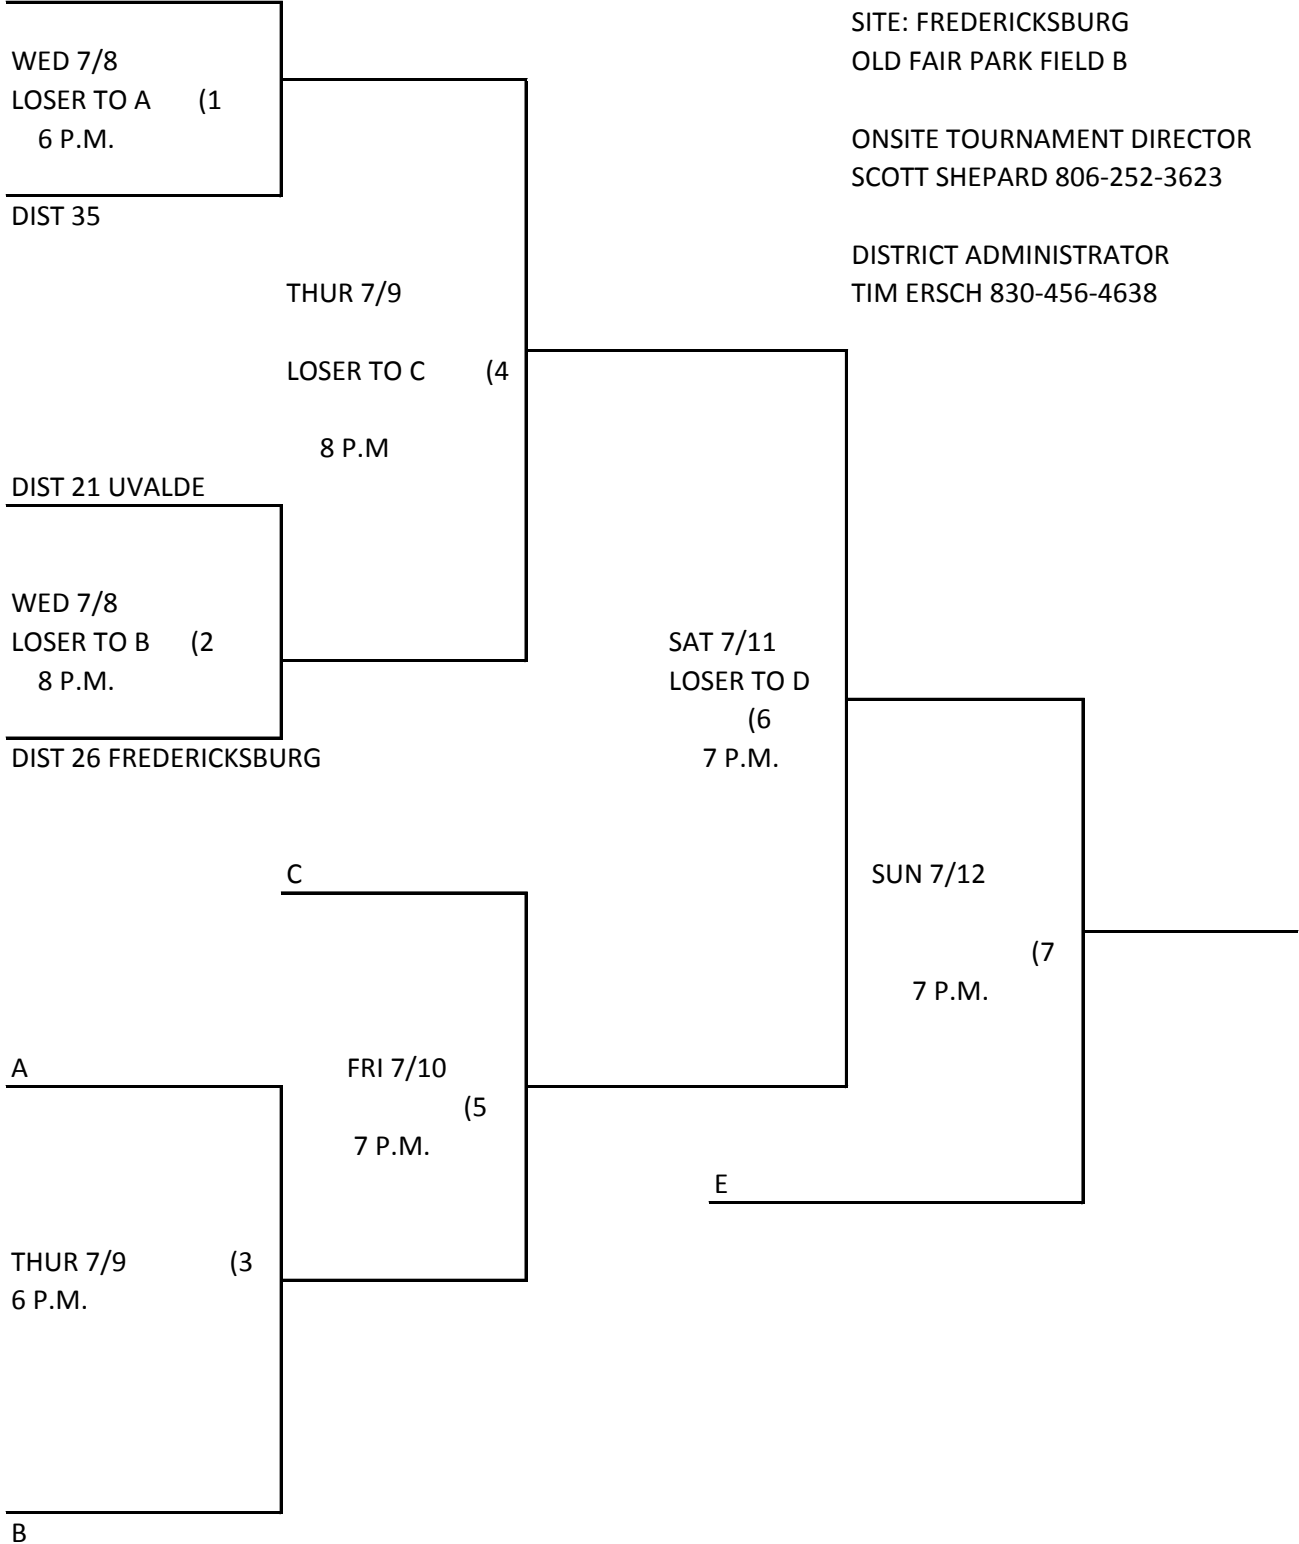 SITE: FREDERICKSBURG
WED 7/8
OLD FAIR PARK FIELD B
LOSER TO A (1
6 P.M.
ONSITE TOURNAMENT DIRECTOR
SCOTT SHEPARD 806-252-3623
DIST 35
DISTRICT ADMINISTRATOR
THUR 7/9
TIM ERSCH 830-456-4638
LOSER TO C (4
8 P.M
DIST 21 UVALDE
WED 7/8
LOSER TO B (2
8 P.M.
SAT 7/11
LOSER TO D
(6
7 P.M.
DIST 26 FREDERICKSBURG
C
SUN 7/12
(7
7 P.M.
A
FRI 7/10
(5
7 P.M.
E
THUR 7/9 (3
6 P.M.
B